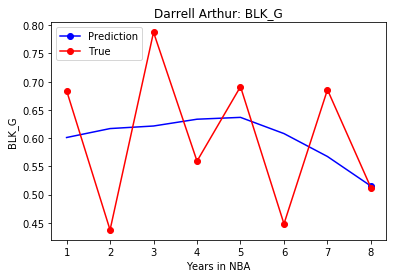 Darrell Arthur: BLK_G
Prediction
True
BLK_G
0.80
0.75
0.70
0.65
0.60
0.55
0.50
0.45
1 2 3 4 5 6 7 8
Years in NBA